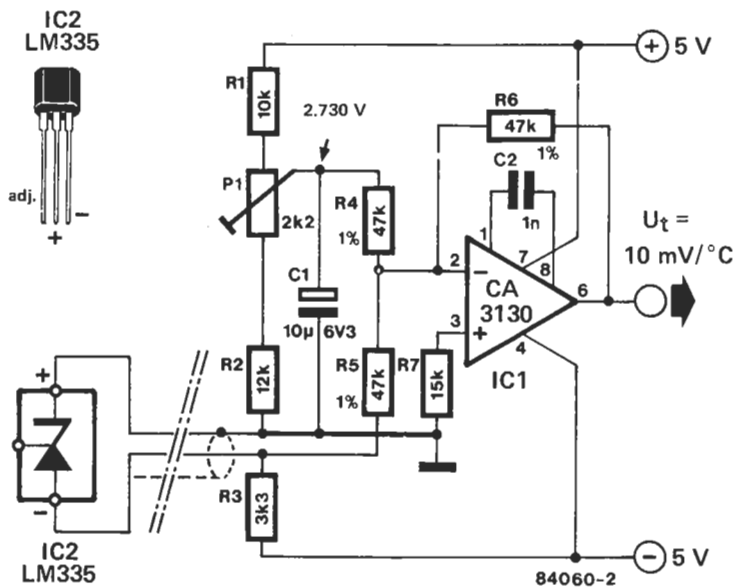 IC2
LM335
adj.
–
+
+ 5 V
R1
10k
2.730 V
R6
47k
1%
C2
1n
P1
2k2
R4
47k
1%
Ut =
10 mV/°C
1
7
8
2
–
CA
3130
6
3
+
4
IC1
C1
10µ 6V3
R2
12k
R5
47k
1%
R7
15k
+
–
IC2
LM335
R3
3k3
– 5 V
84060-2